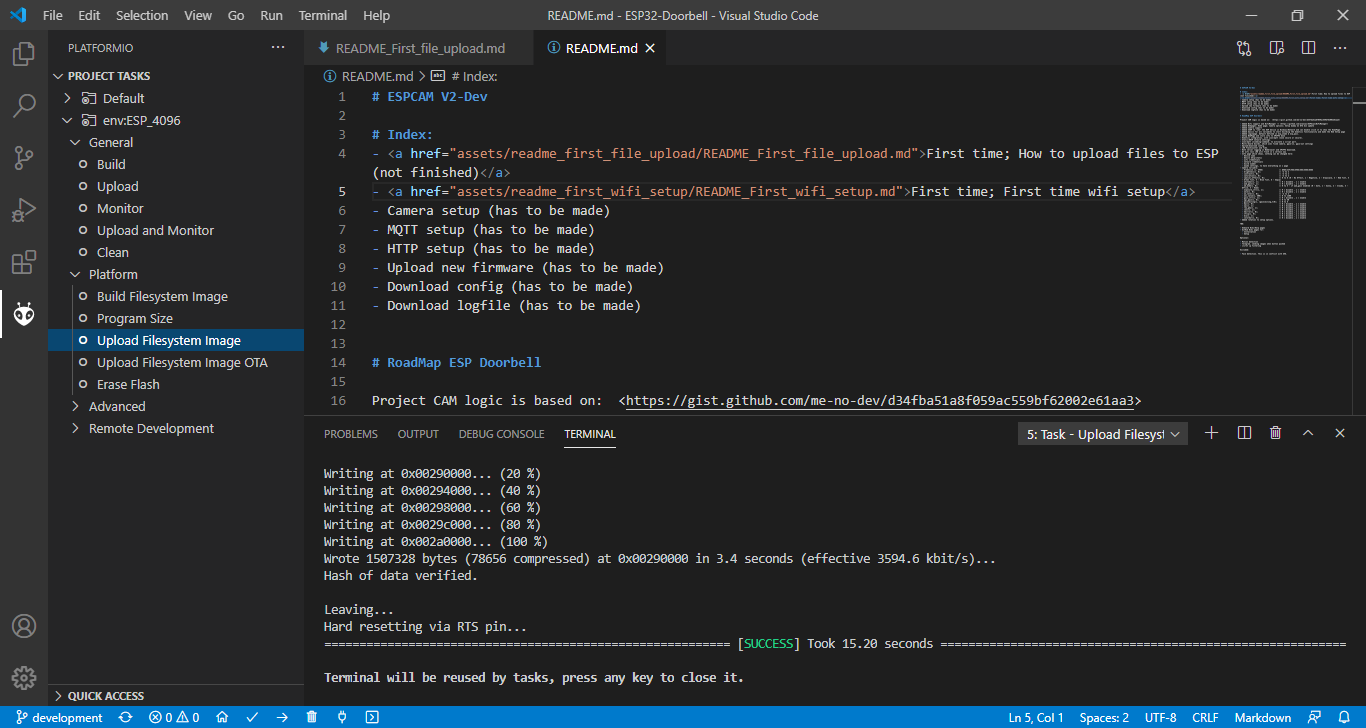 File Edit Selection View Go Run Terminal Help README.md - ESP32-Doorbell - Visual Studio Code
PLATFORMIO
PROJECT TASKS
Default
env:ESP_4096
General
Build
Upload
Monitor
Upload and Monitor
Clean
Platform
Build Filesystem Image
Program Size
Upload Filesystem Image
Upload Filesystem Image OTA
Erase Flash
Advanced
Remote Development
QUICK ACCESS
README_First_file_upload.md README.md
README.md > # Index:
1 # ESPCAM V2-Dev
2
3 # Index:
4 - <a href="assets/readme_first_file_upload/README_First_file_upload.md">First time; How to upload files to ESP
(not finished)</a>
5 - <a href="assets/readme_first_wifi_setup/README_First_wifi_setup.md">First time; First time wifi setup</a>
6 - Camera setup (has to be made)
7 - MQTT setup (has to be made)
8 - HTTP setup (has to be made)
9 - Upload new firmware (has to be made)
10 - Download config (has to be made)
11 - Download logfile (has to be made)
12
13
14 # RoadMap ESP Doorbell
15
16 Project CAM logic is based on: <https://gist.github.com/me-no-dev/d34fba51a8f059ac559bf62002e61aa3>
PROBLEMS OUTPUT DEBUG CONSOLE TERMINAL 5: Task - Upload Filesyst
Writing at 0x00290000... (20 %)
Writing at 0x00294000... (40 %)
Writing at 0x00298000... (60 %)
Writing at 0x0029c000... (80 %)
Writing at 0x002a0000... (100 %)
Wrote 1507328 bytes (78656 compressed) at 0x00290000 in 3.4 seconds (effective 3594.6 kbit/s)...
Hash of data verified.
Leaving...
Hard resetting via RTS pin...
====================================================== [SUCCESS] Took 15.20 seconds ======================================================
Terminal will be reused by tasks, press any key to close it.
development 0 0 Ln 5, Col 1 Spaces: 2 UTF-8 CRLF Markdown